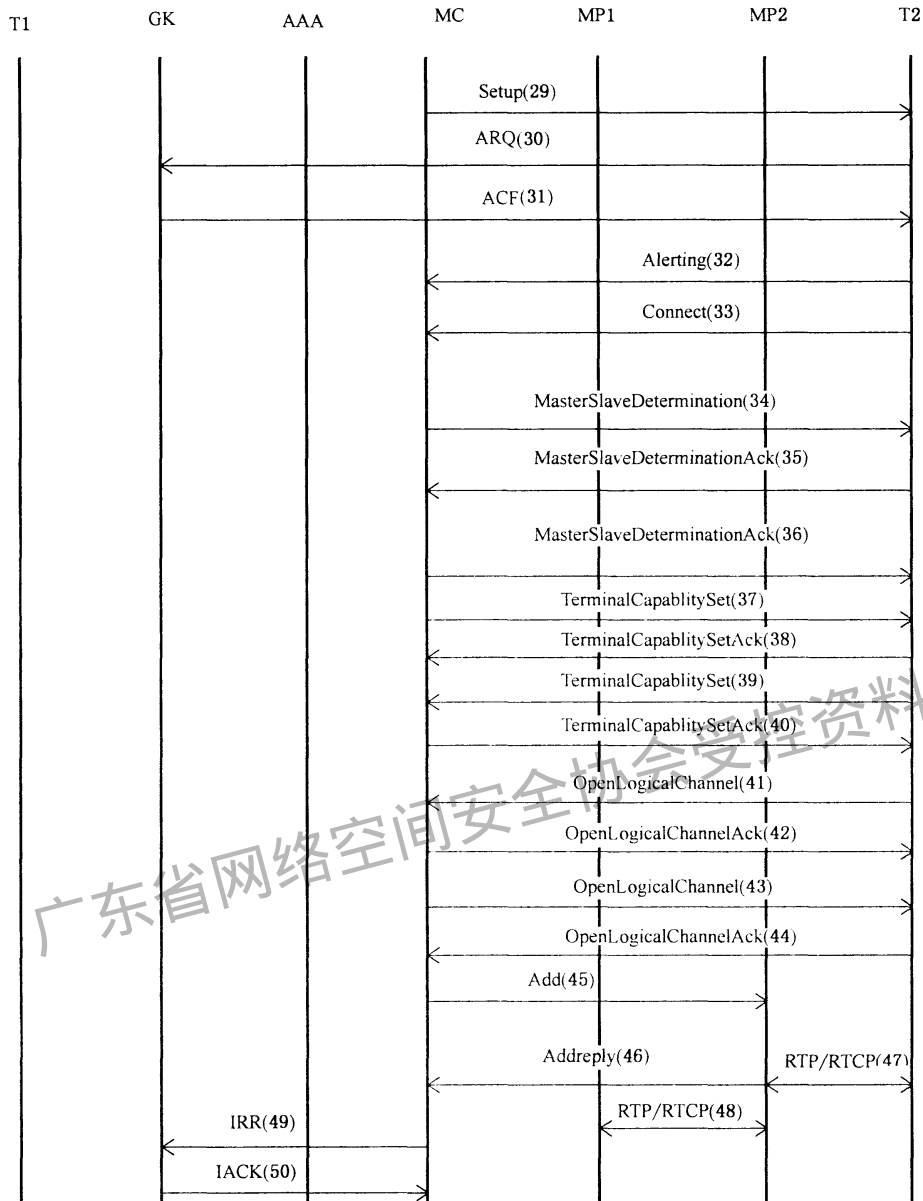 T1 GK AAA MC MP1 MP2 T2
Setup(29)
ARQ(30)
ACF(31)
Alerting(32)
Connect(33)
MasterSlaveDetermination(34)
MasterSlaveDeterminationAck(35)
MasterSlaveDeterminationAck(36)
TerminalCapablitySet(37)
TerminalCapablitySetAck(38)
TerminalCapablitySet(39)
TerminalCapablitySetAck(40)
OpenLogicalChannel(41)
OpenLogicalChannelAck(42)
OpenLogicalChannel(43)
OpenLogicalChannelAck(44)
Add(45)
Addreply(46)
RTP/RTCP(47)
RTP/RTCP(48)
IRR(49)
IACK(50)
广东省网络空间安全协会受控资料